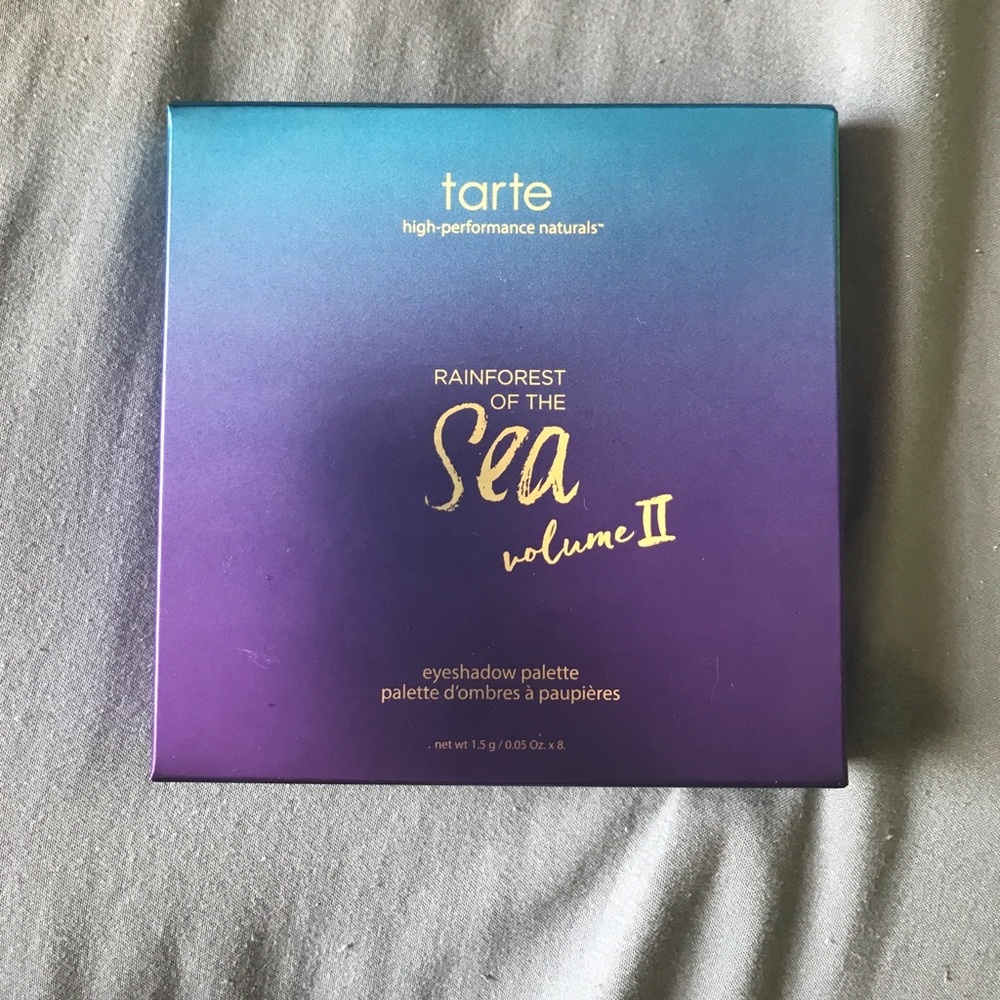 tarte
high-performance naturals™
RAINFOREST
OF THE
Sea
volume II
eyeshadow palette
palette d'ombres à paupières
net wt 1.5 g / 0.05 Oz. x 8.